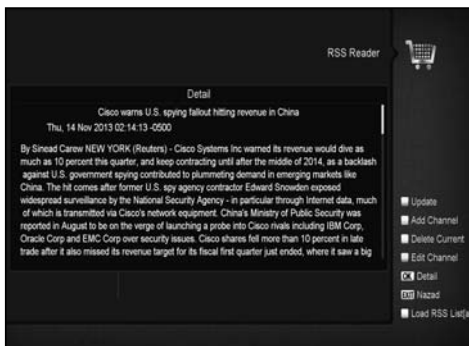 RSS Reader
Detail
Cisco warns U.S. spying fallout hitting revenue in China
Thu, 14 Nov 2013 02:14:13 -0500
By Sinead Carew NEW YORK (Reuters) - Cisco Systems Inc warned its revenue would dive as
much as 10 percent this quarter, and keep contracting until after the middle of 2014, as a backlash
against U.S. government spying contributed to plummeting demand in emerging markets like
China. The hit comes after former U.S. spy agency contractor Edward Snowden exposed
widespread surveillance by the National Security Agency - in particular through Internet data, much
of which is transmitted via Cisco's network equipment. China's Ministry of Public Security was
reported in August to be on the verge of launching a probe into Cisco rivals including IBM Corp,
Oracle Corp and EMC Corp over security issues. Cisco shares fell more than 10 percent in late
trade after it also missed its revenue target for its fiscal first quarter just ended, where it saw a big
Update
Add Channel
Delete Current
Edit Channel
OK Detail
EXIT Nazad
Load RSS List[a